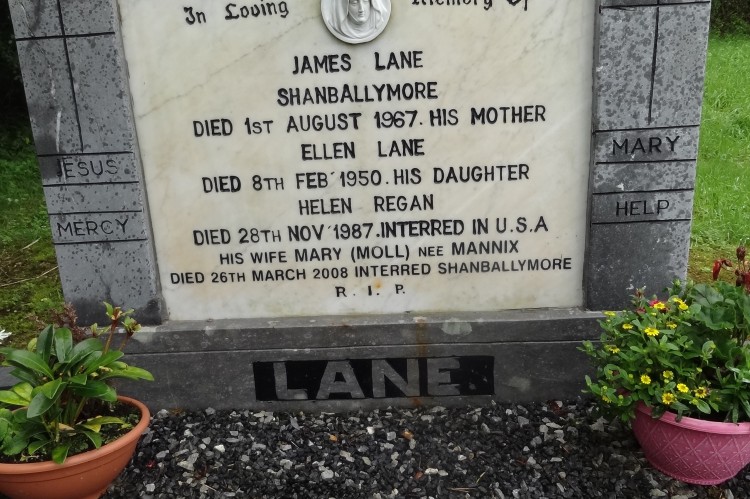 In Loving Memory Of
JAMES LANE
SHANBALLYMORE
DIED 1ST AUGUST 1967. HIS MOTHER
ELLEN LANE
DIED 8TH FEB' 1950. HIS DAUGHTER
HELEN REGAN
DIED 28TH NOV' 1987. INTERRED IN U.S.A
HIS WIFE MARY (MOLL) NEE MANNIX
DIED 26TH MARCH 2008 INTERRED SHANBALLYMORE
R. I. P.
JESUS
MERCY
MARY
HELP
LANE